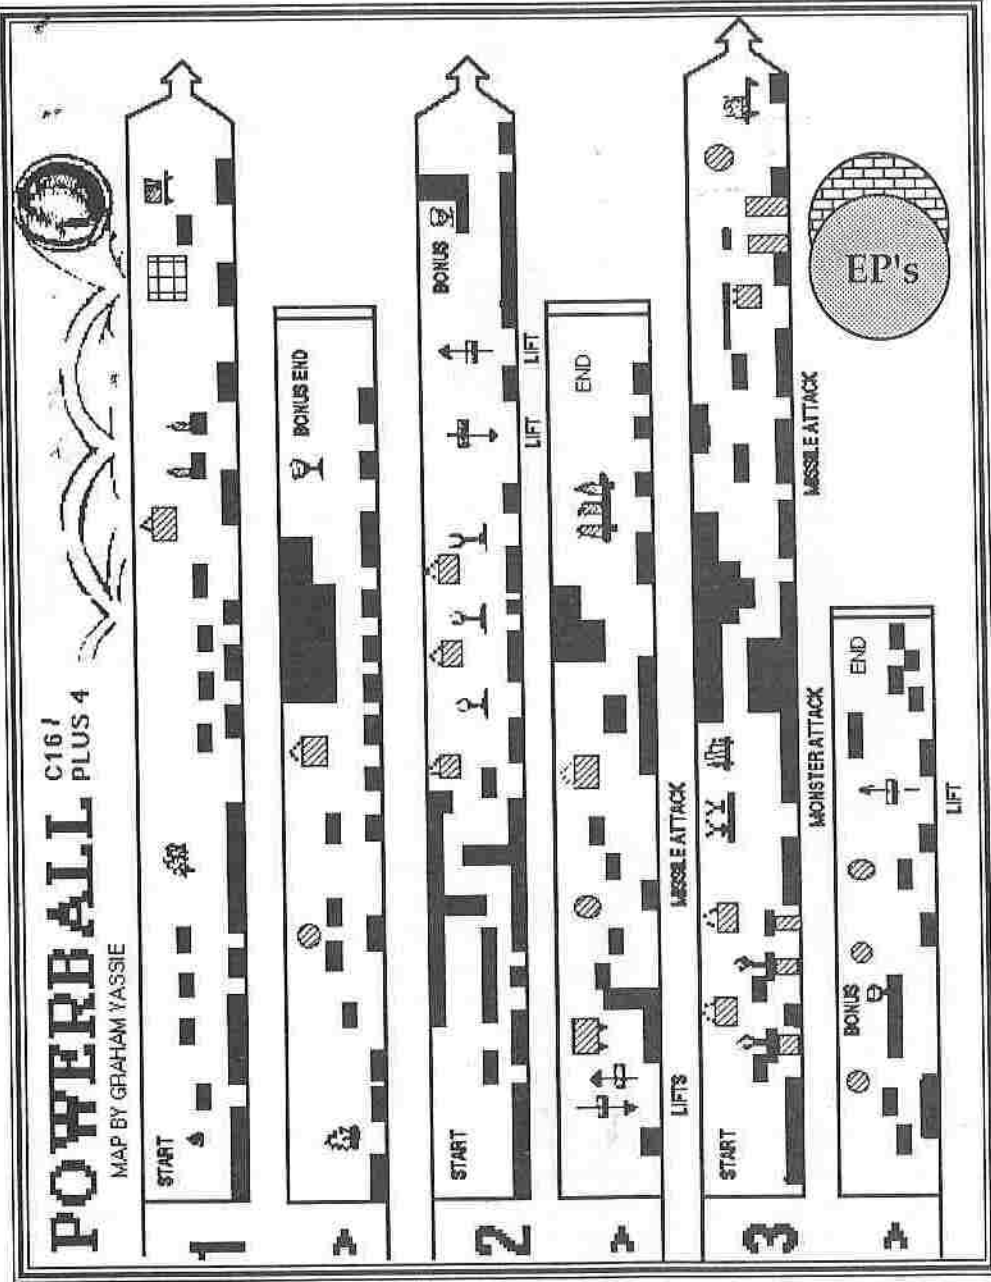 POWERBALL
C16/
PLUS 4
MAP BY GRAHAM YASSIE
1
START
>
BONUS END
2
START
BONUS
LIFT
LIFT
>
END
LIFTS
MISSILE ATTACK
3
START
MONSTER ATTACK
MISSILE ATTACK
>
BONUS
END
LIFT
EP's